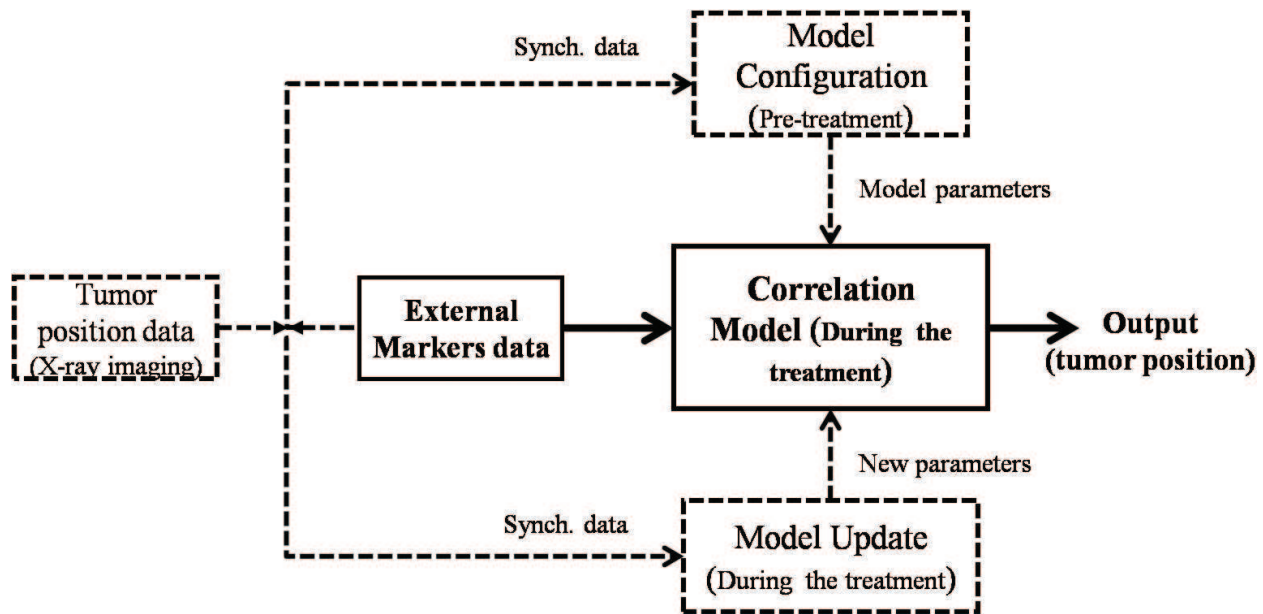 Synch. data
Model
Configuration
(Pre-treatment)
Model parameters
Tumor
position data
(X-ray imaging)
External
Markers data
Correlation
Model (During the
treatment)
Output
(tumor position)
New parameters
Synch. data
Model Update
(During the treatment)